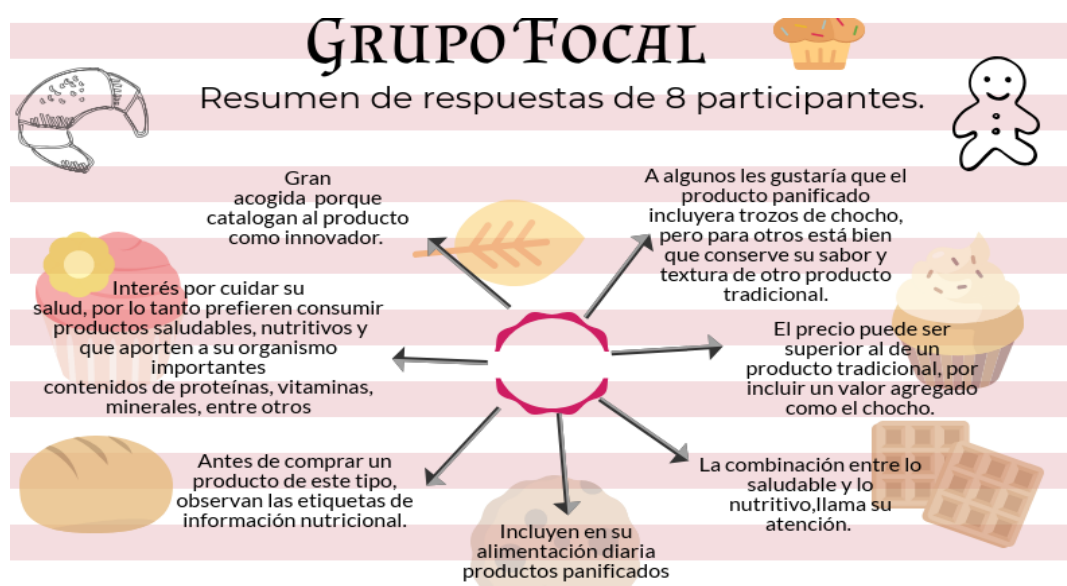 GRUPO FOCAL
Resumen de respuestas de 8 participantes.
Gran
acogida porque
catalogan al producto
como innovador.
A algunos les gustaría que el
producto panificado
incluyera trozos de chocho,
pero para otros está bien
que conserve su sabor y
textura de otro producto
tradicional.
Interés por cuidar su
salud, por lo tanto prefieren consumir
productos saludables, nutritivos y
que aporten a su organismo
importantes
contenidos de proteínas, vitaminas,
minerales, entre otros
El precio puede ser
superior al de un
producto tradicional, por
incluir un valor agregado
como el chocho.
Antes de comprar un
producto de este tipo,
observan las etiquetas de
información nutricional.
La combinación entre lo
saludable y lo
nutritivo,llama su
atención.
Incluyen en su
alimentación diaria
productos panificados